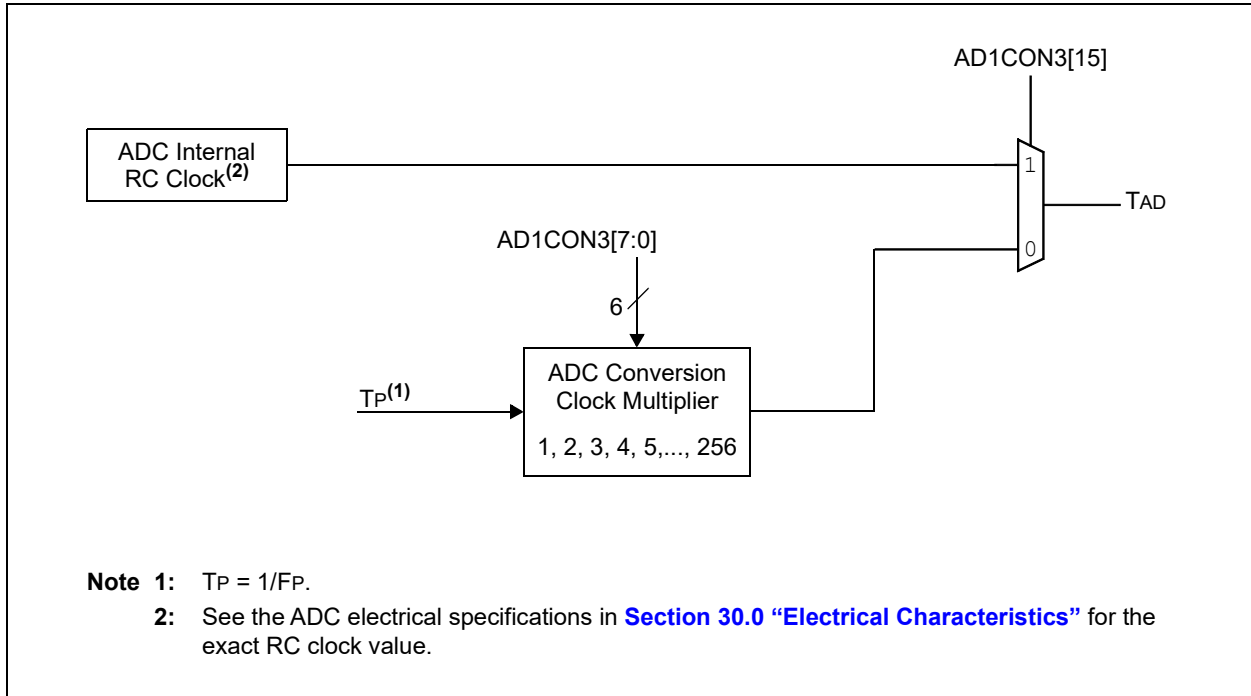 AD1CON3[15]
ADC Internal
RC Clock(2)
1
TAD
AD1CON3[7:0]
0
6
ADC Conversion
Clock Multiplier
TP(1)
1, 2, 3, 4, 5,..., 256
Note 1: TP = 1/FP.
2: See the ADC electrical specifications in Section 30.0 “Electrical Characteristics” for the
exact RC clock value.